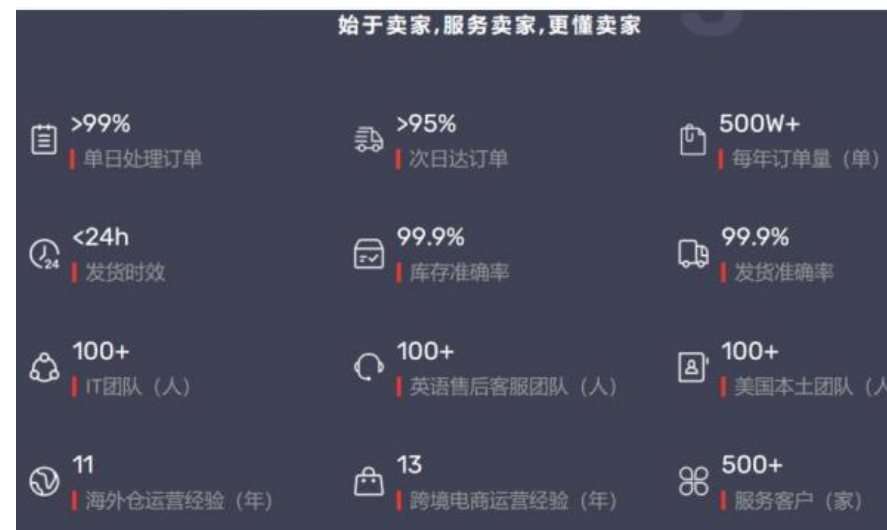 始于卖家,服务卖家,更懂卖家
>99%
单日处理订单
>95%
次日达订单
500W+
每年订单量（单）
<24h
发货时效
99.9%
库存准确率
99.9%
发货准确率
100+
IT团队（人）
100+
英语售后客服团队（人）
100+
美国本土团队（人
11
海外仓运营经验（年）
13
跨境电商运营经验（年）
500+
服务客户（家）
24